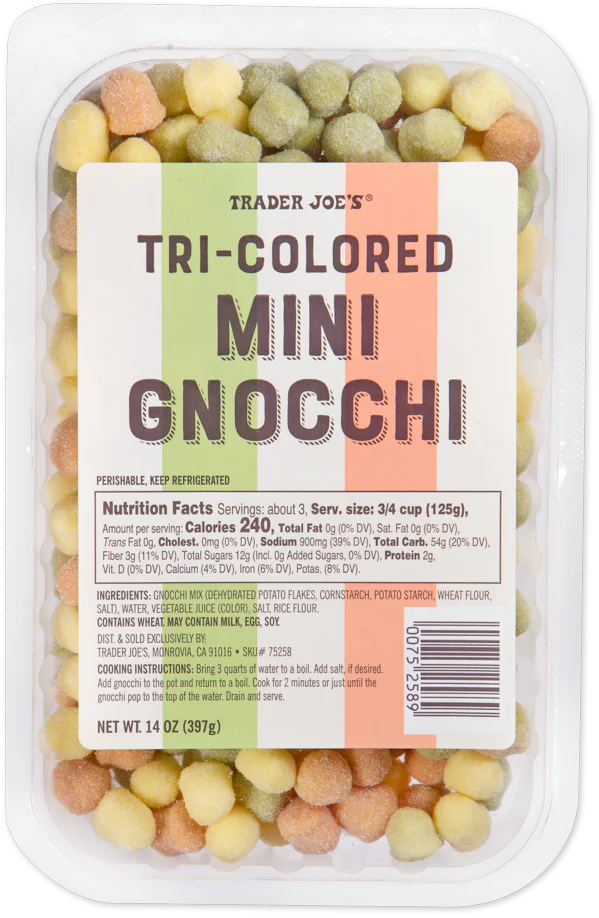 TRADER JOE'S®
TRI-COLORED
MINI
GNOCCHI
PERISHABLE, KEEP REFRIGERATED
Nutrition Facts Servings: about 3, Serv. size: 3/4 cup (125g),
Amount per serving: Calories 240, Total Fat 0g (0% DV), Sat. Fat 0g (0% DV),
Trans Fat 0g, Cholest. 0mg (0% DV), Sodium 900mg (39% DV), Total Carb. 54g (20% DV),
Fiber 3g (11% DV), Total Sugars 12g (Incl. 0g Added Sugars, 0% DV), Protein 2g,
Vit. D (0% DV), Calcium (4% DV), Iron (6% DV), Potas. (8% DV).
INGREDIENTS: GNOCCHI MIX (DEHYDRATED POTATO FLAKES, CORNSTARCH, POTATO STARCH, WHEAT FLOUR,
SALT), WATER, VEGETABLE JUICE (COLOR), SALT, RICE FLOUR.
CONTAINS WHEAT. MAY CONTAIN MILK, EGG, SOY.
DIST. & SOLD EXCLUSIVELY BY:
TRADER JOE'S, MONROVIA, CA 91016 • SKU# 75258
COOKING INSTRUCTIONS: Bring 3 quarts of water to a boil. Add salt, if desired.
Add gnocchi to the pot and return to a boil. Cook for 2 minutes or just until the
gnocchi pop to the top of the water. Drain and serve.
0075 2589
NET WT. 14 OZ (397g)